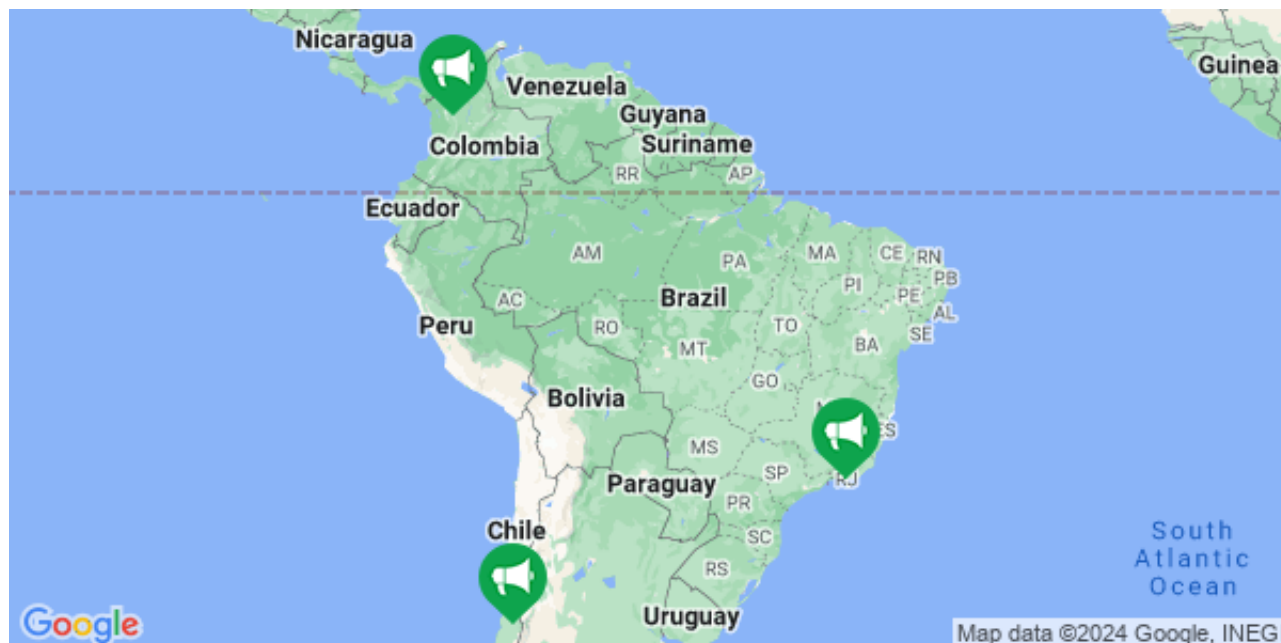 Nicaragua
Guinea
Venezuela
Guyana
Colombia
Suriname
RR
AP
Ecuador
AM
PA
MA
CE
RN
PI
PB
PE
AC
Brazil
AL
Peru
RO
TO
SE
MT
BA
GO
Bolivia
ES
MS
SP
RJ
Paraguay
PR
Chile
SC
South
Atlantic
Ocean
RS
Uruguay
Google
Map data ©2024 Google, INEG